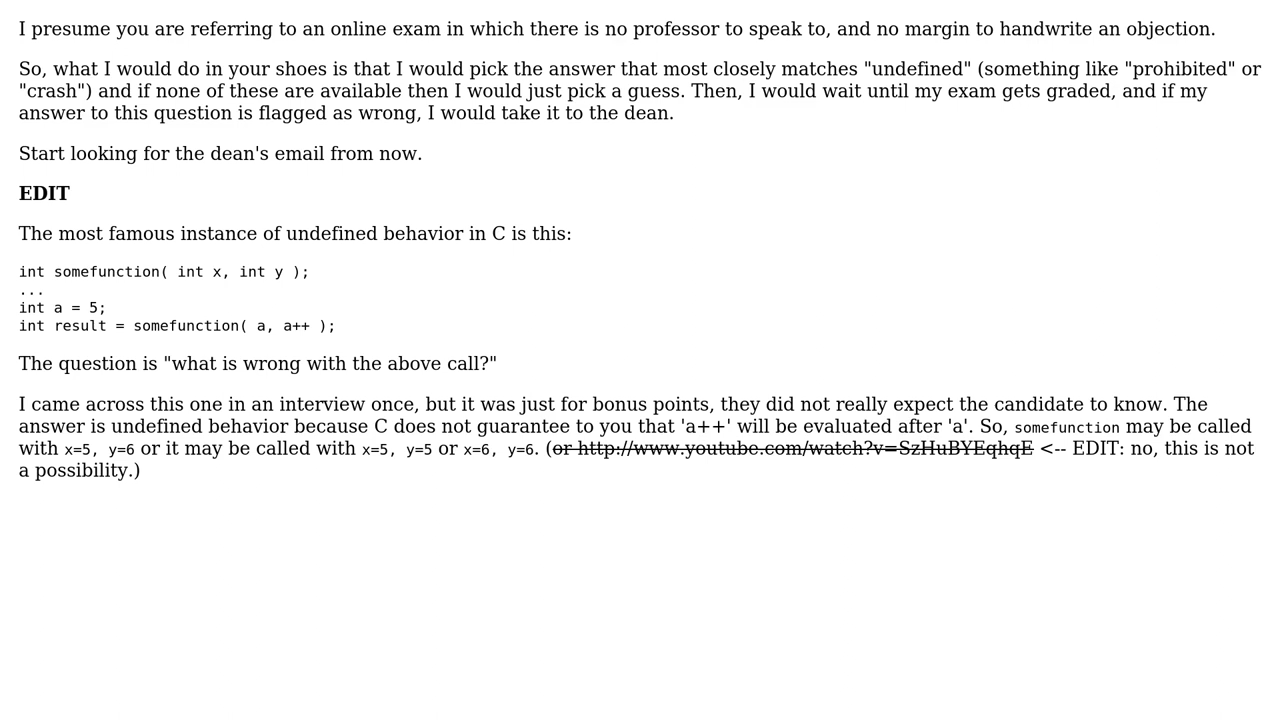 I presume you are referring to an online exam in which there is no professor to speak to, and no margin to handwrite an objection.
So, what I would do in your shoes is that I would pick the answer that most closely matches "undefined" (something like "prohibited" or
"crash") and if none of these are available then I would just pick a guess. Then, I would wait until my exam gets graded, and if my
answer to this question is flagged as wrong, I would take it to the dean.
Start looking for the dean's email from now.
EDIT
The most famous instance of undefined behavior in C is this:
int somefunction( int x, int y );
...
int a = 5;
int result = somefunction( a, a++ );
The question is "what is wrong with the above call?"
I came across this one in an interview once, but it was just for bonus points, they did not really expect the candidate to know. The
answer is undefined behavior because C does not guarantee to you that 'a++' will be evaluated after 'a'. So, somefunction may be called
with x=5, y=6 or it may be called with x=5, y=5 or x=6, y=6. (or http://www.youtube.com/watch?v=SzHuBYEqhqE <-- EDIT: no, this is not
a possibility.)